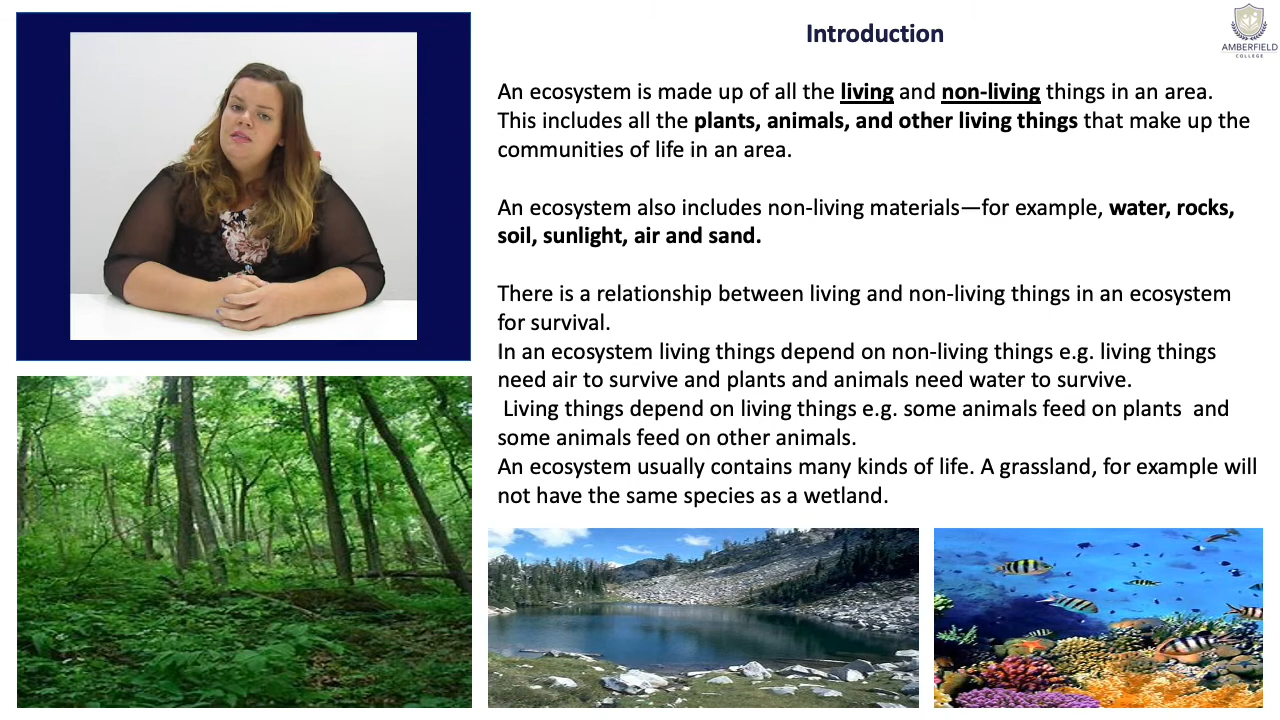 Introduction
AMBERFIELD
COLLEGE
An ecosystem is made up of all the living and non-living things in an area.
This includes all the plants, animals, and other living things that make up the
communities of life in an area.
An ecosystem also includes non-living materials—for example, water, rocks,
soil, sunlight, air and sand.
There is a relationship between living and non-living things in an ecosystem
for survival.
In an ecosystem living things depend on non-living things e.g. living things
need air to survive and plants and animals need water to survive.
Living things depend on living things e.g. some animals feed on plants  and
some animals feed on other animals.
An ecosystem usually contains many kinds of life. A grassland, for example will
not have the same species as a wetland.